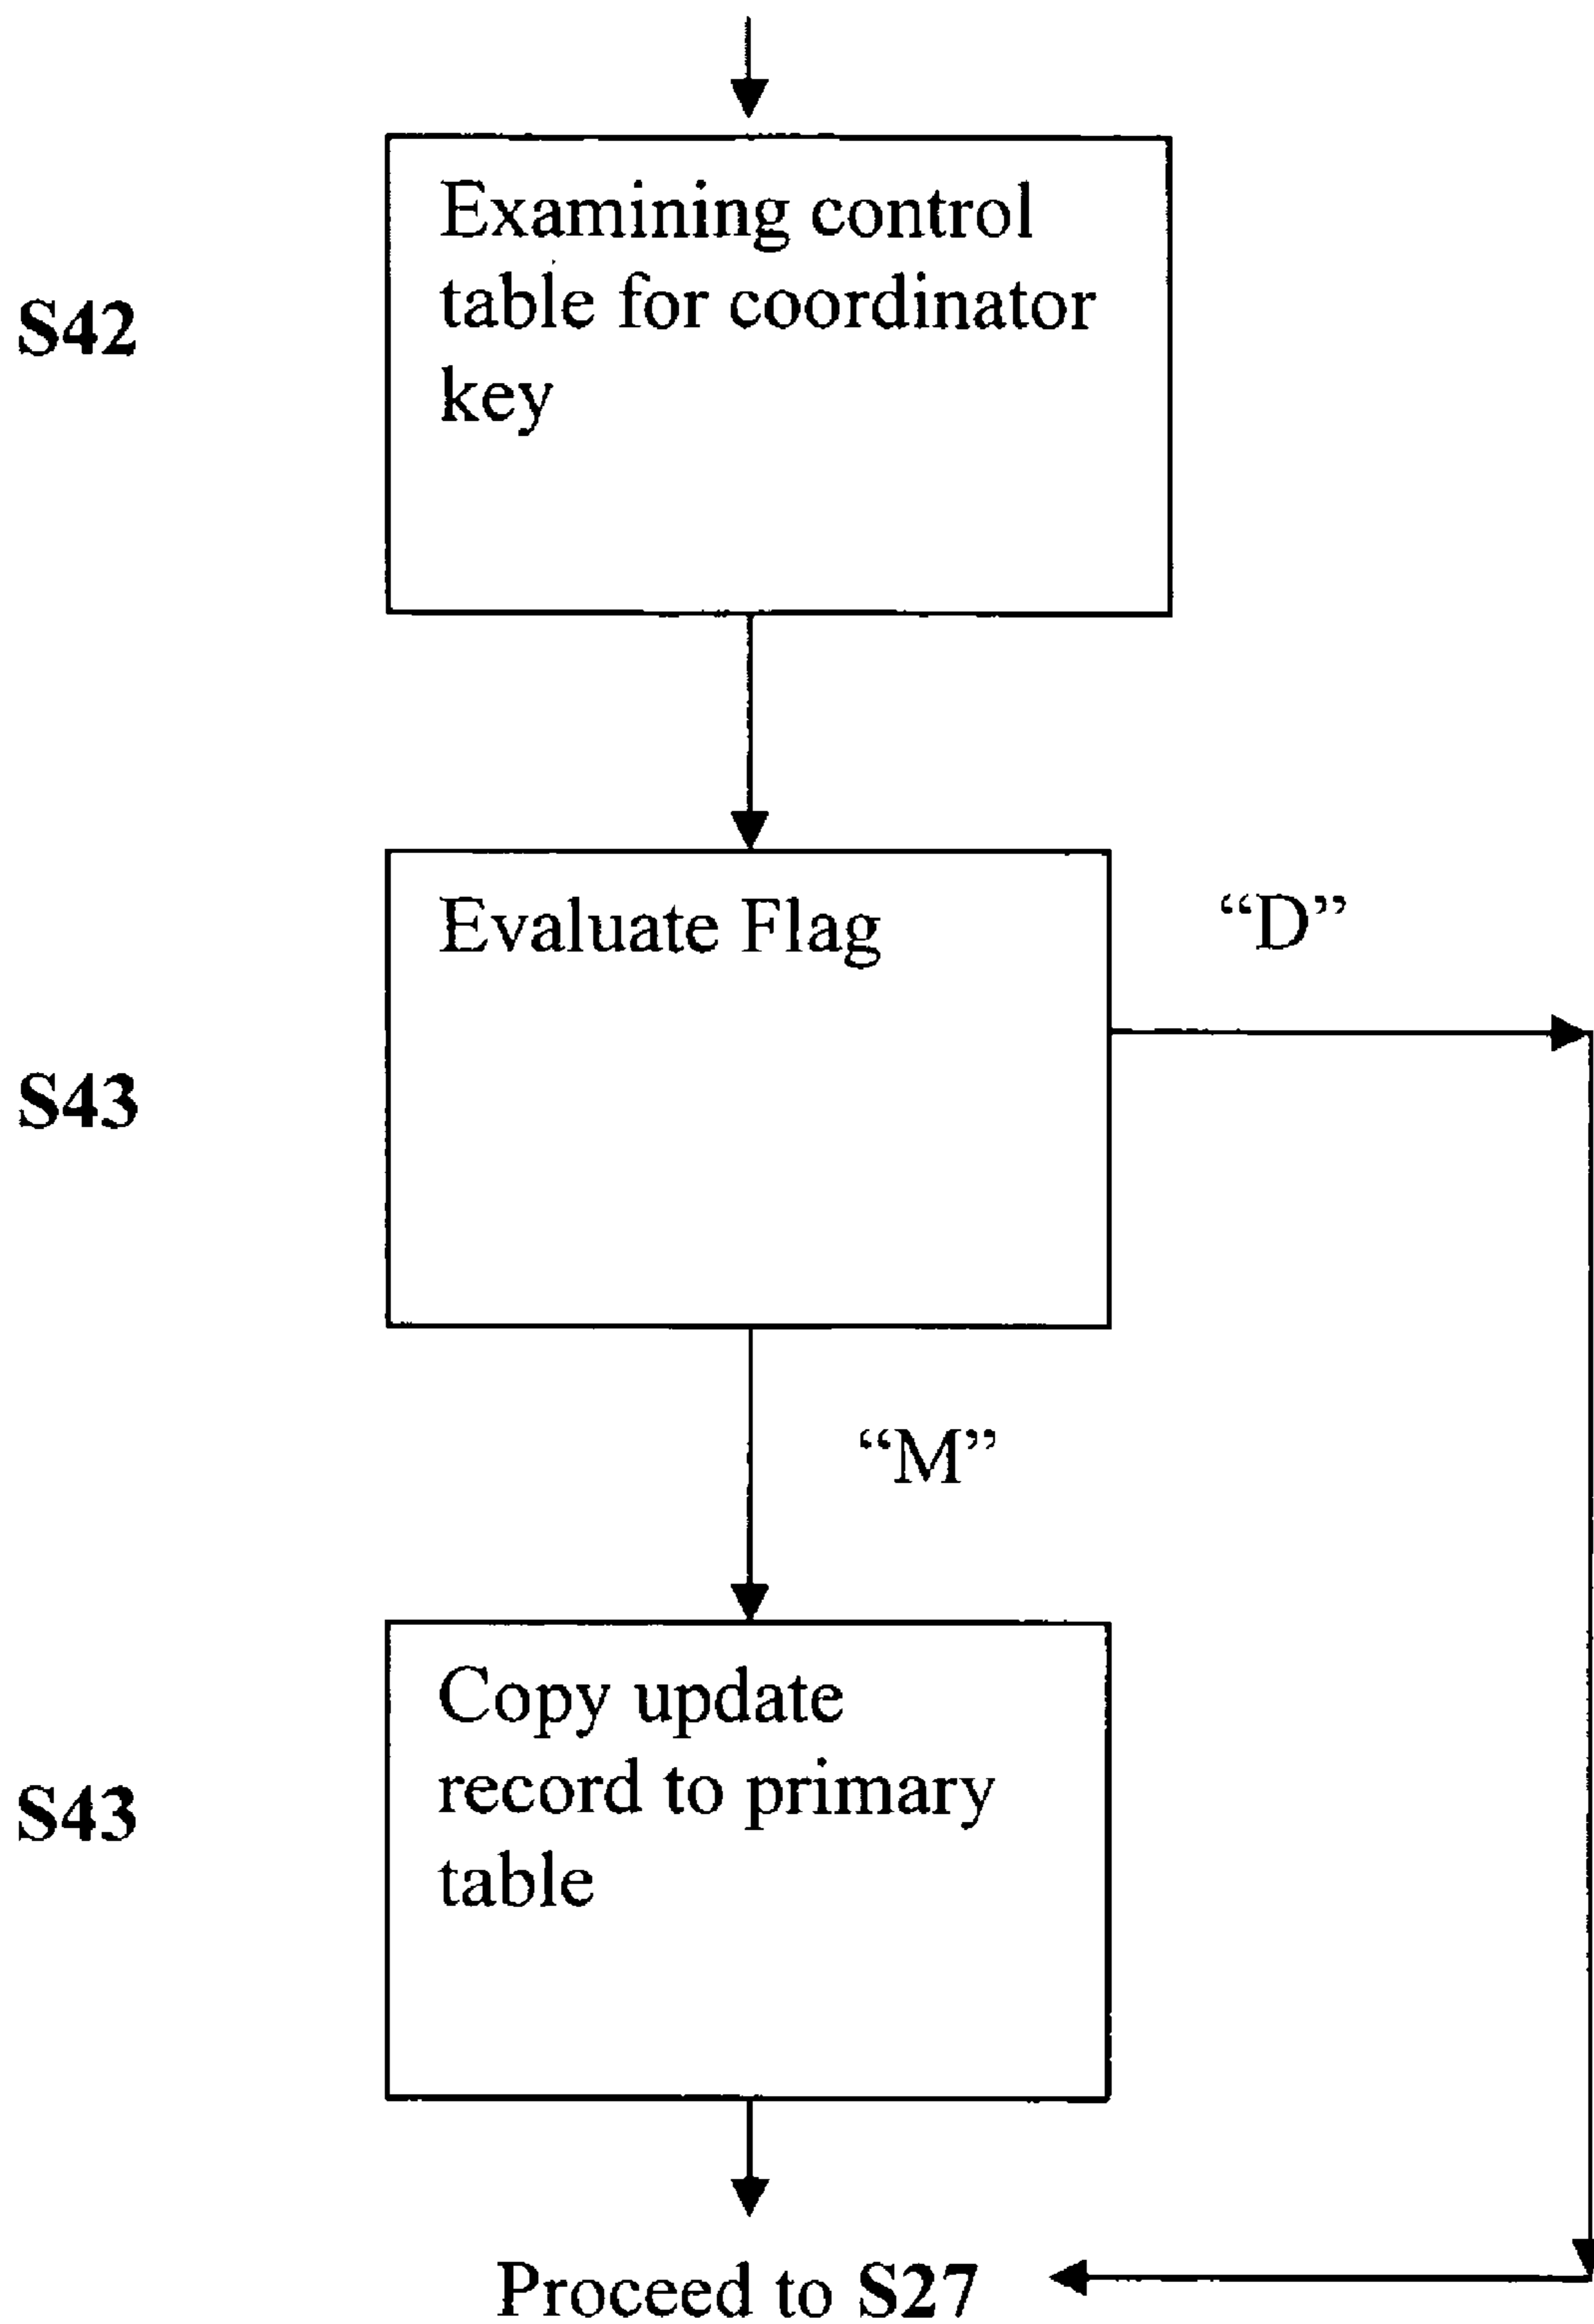 Examining control
table for coordinator
key
S42
Evaluate Flag
“D”
S43
“M”
Copy update
record to primary
table
S43
Proceed to S27